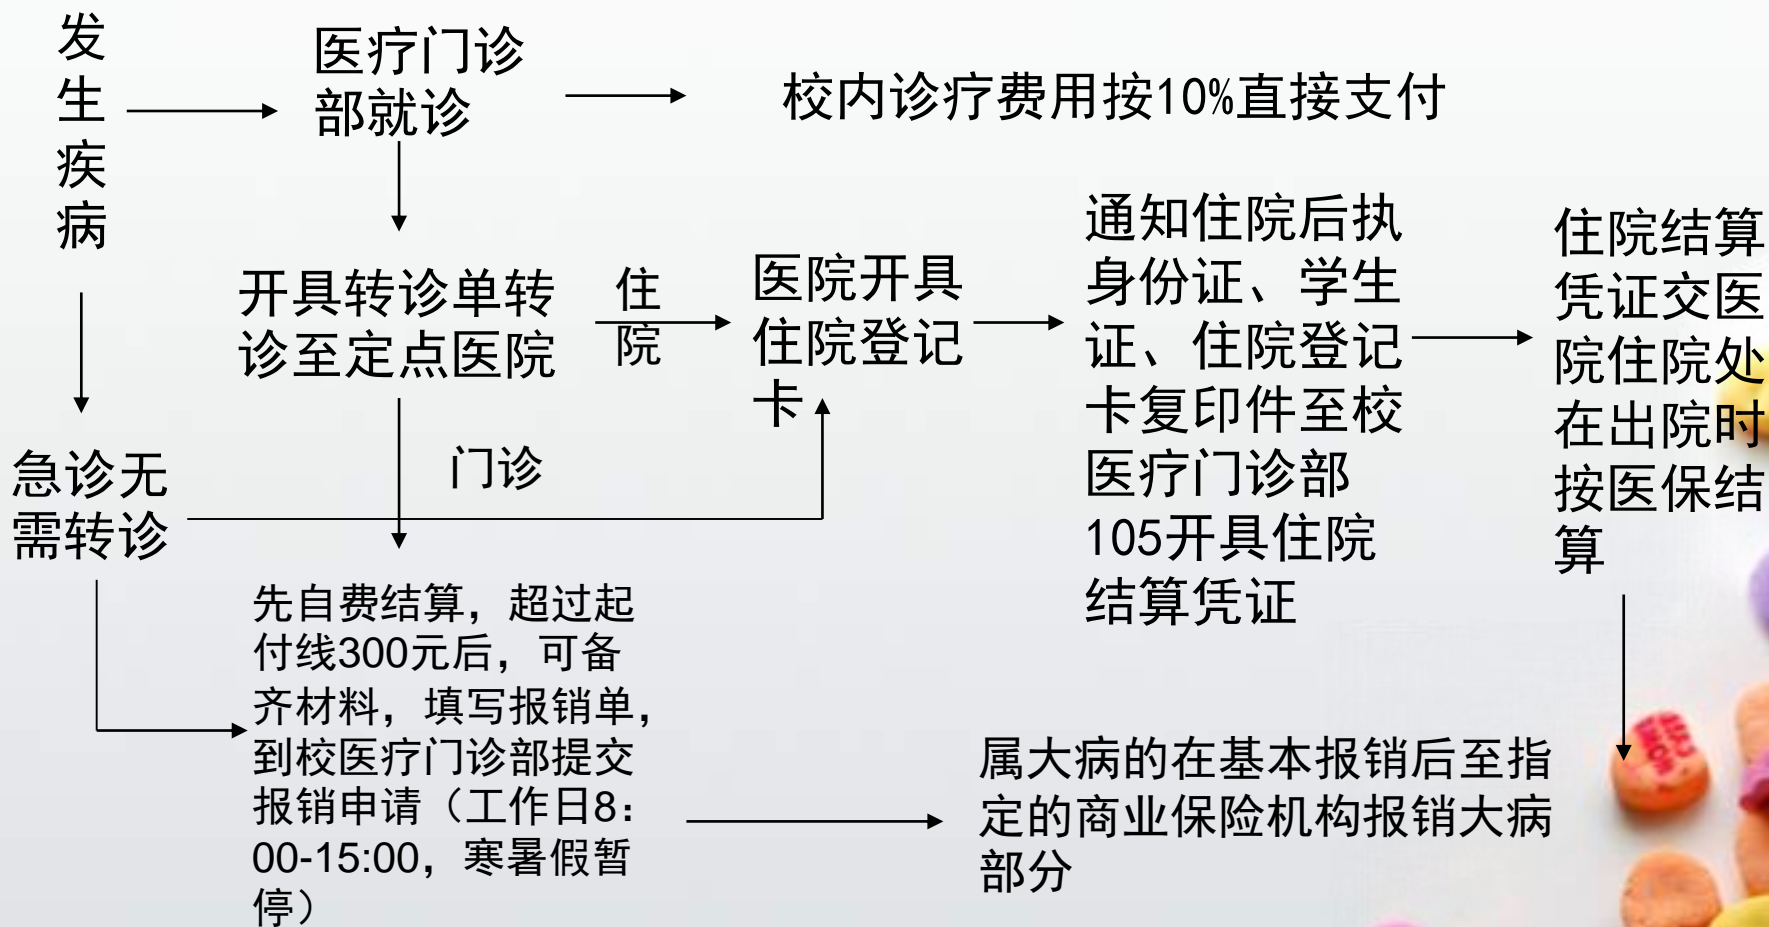 发生疾病
医疗门诊
部就诊
校内诊疗费用按10%直接支付
开具转诊单转
诊至定点医院
住
院
医院开具
住院登记
卡
通知住院后执
身份证、学生
证、住院登记
卡复印件至校
医疗门诊部
105开具住院
结算凭证
住院结算
凭证交医
院住院处
在出院时
按医保结
算
急诊无
需转诊
门诊
先自费结算，超过起
付线300元后，可备
齐材料，填写报销单，
到校医疗门诊部提交
报销申请（工作日8：
00-15:00，寒暑假暂
停）
属大病的在基本报销后至指
定的商业保险机构报销大病
部分